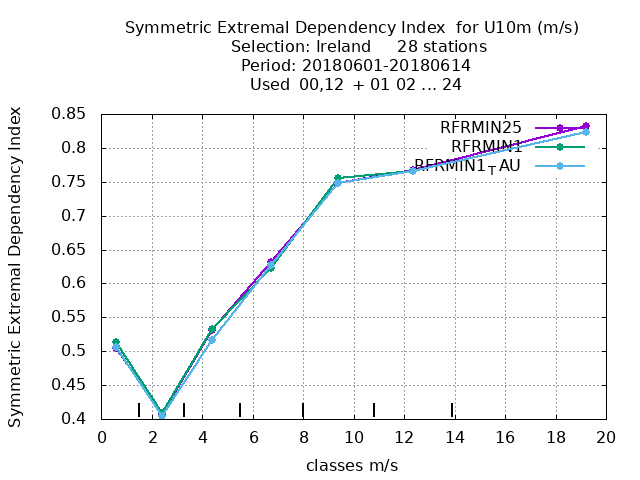 Symmetric Extremal Dependency Index  for U10m (m/s)
Selection: Ireland     28 stations
Period: 20180601-20180614
Used  00,12  + 01 02 ... 24
Symmetric Extremal Dependency Index
0.85
0.8
0.75
0.7
0.65
0.6
0.55
0.5
0.45
0.4
RFRMIN25
RFRMIN1
RFRMIN1TAU
0 2 4 6 8 10 12 14 16 18 20
classes m/s